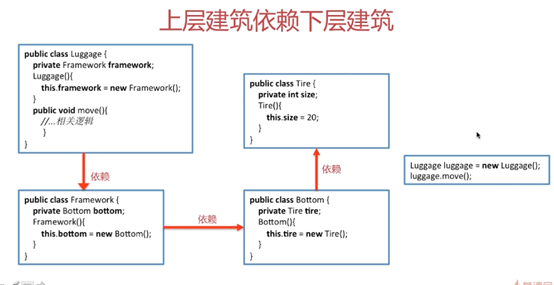 上层建筑依赖下层建筑
public class Luggage {
private Framework framework;
Luggage(){
this.framework = new Framework();
}
public void move(){
//...相关逻辑
}
}
依赖
public class Framework {
private Bottom bottom;
Framework(){
this.bottom = new Bottom();
}
}
依赖
public class Bottom {
private Tire tire;
Bottom(){
this.tire = new Tire();
}
}
依赖
public class Tire {
private int size;
Tire(){
this.size = 20;
}
}
Luggage luggage = new Luggage();
luggage.move();